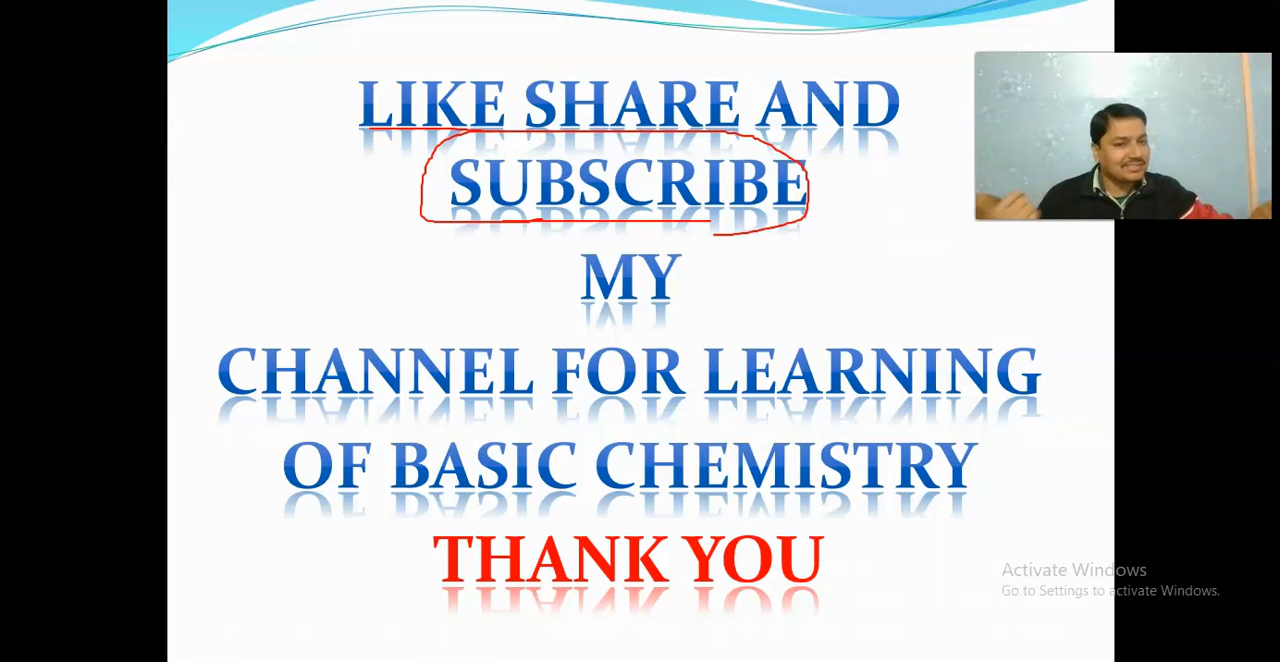 LIKE SHARE AND
SUBSCRIBE
MY
CHANNEL FOR LEARNING
OF BASIC CHEMISTRY
THANK YOU
Activate Windows
Go to Settings to activate Windows.